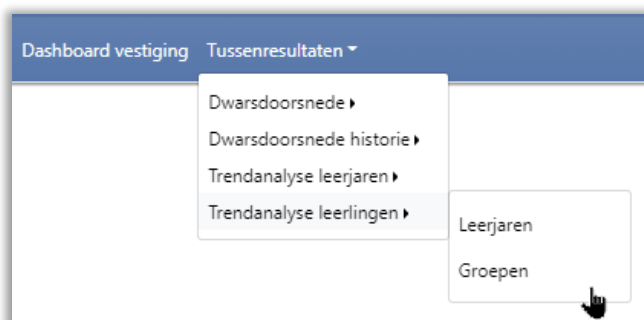 Dashboard vestiging Tussenresultaten
Dwarsdoorsnede
Dwarsdoorsnede historie
Trendanalyse leerjaren
Trendanalyse leerlingen
Leerjaren
Groepen